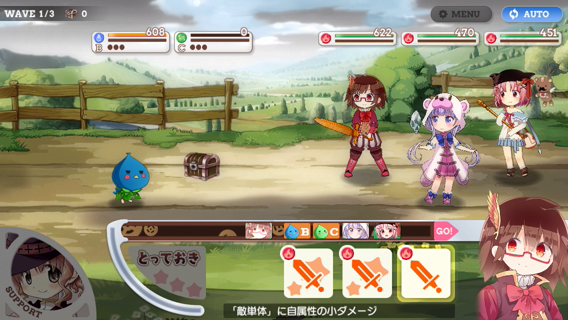 WAVE 1/3 0
MENU
AUTO
608
B
0
C
622
470
451
B
C
GO!
とっておき
SUPPORT
「敵単体」に自属性の小ダメージ